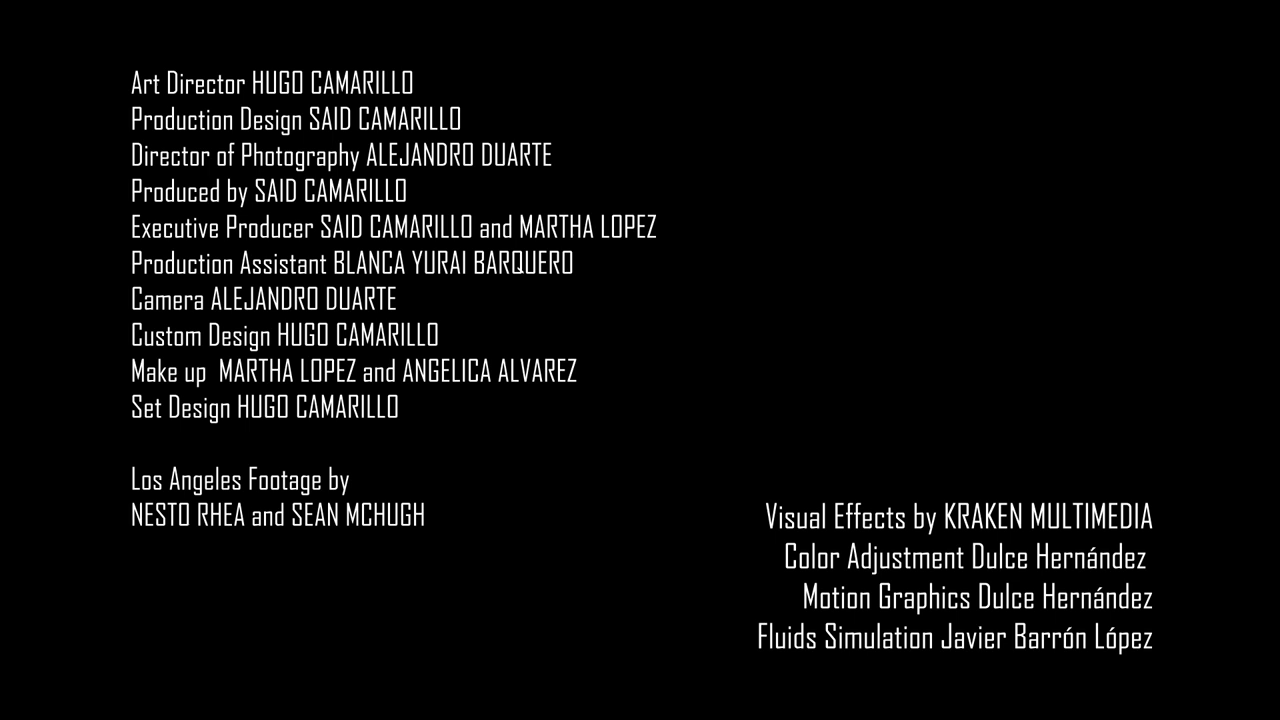 Art Director HUGO CAMARILLO
Production Design SAID CAMARILLO
Director of Photography ALEJANDRO DUARTE
Produced by SAID CAMARILLO
Executive Producer SAID CAMARILLO and MARTHA LOPEZ
Production Assistant BLANCA YURAI BARQUERO
Camera ALEJANDRO DUARTE
Custom Design HUGO CAMARILLO
Make up  MARTHA LOPEZ and ANGELICA ALVAREZ
Set Design HUGO CAMARILLO
Los Angeles Footage by
NESTO RHEA and SEAN MCHUGH
Visual Effects by KRAKEN MULTIMEDIA
Color Adjustment Dulce Hernández
Motion Graphics Dulce Hernández
Fluids Simulation Javier Barrón López